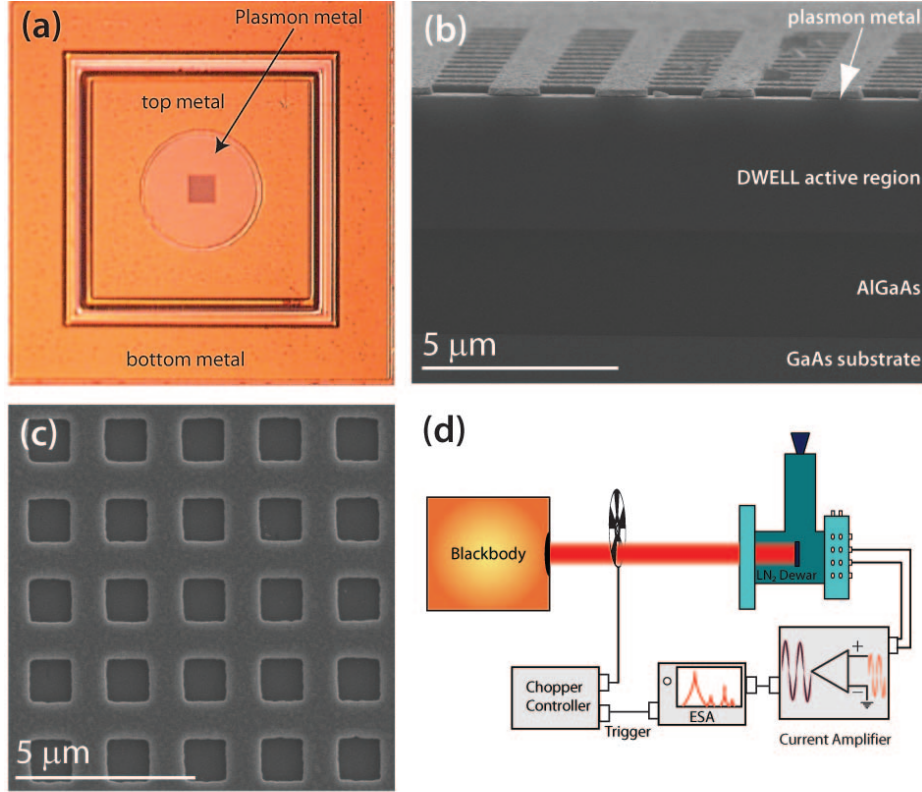 (a)
Plasmon metal
top metal
bottom metal
(b)
plasmon metal
DWELL active region
AlGaAs
5 μm
GaAs substrate
(c)
5 μm
(d)
Blackbody
LN₂ Dewar
Chopper
Controller
Trigger
ESA
+
−
Current Amplifier